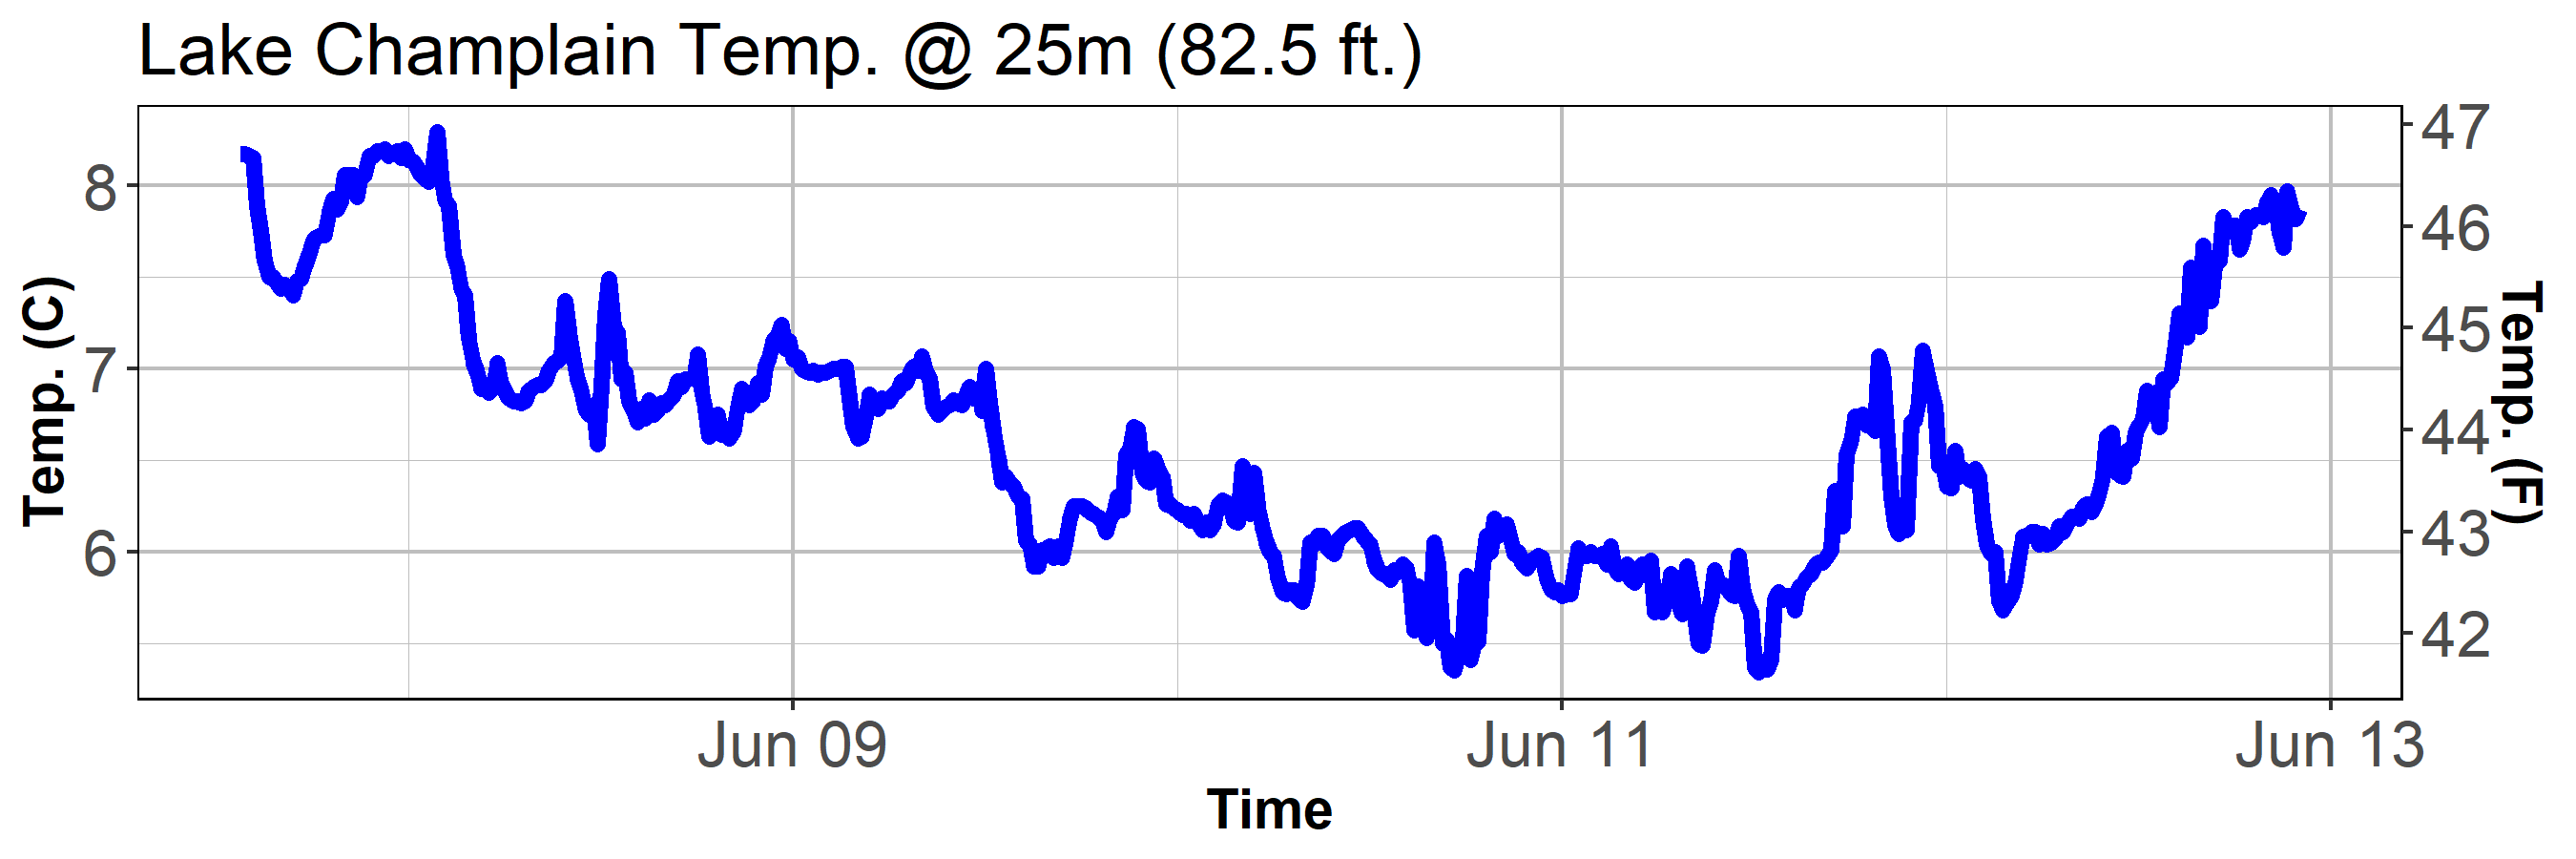 Lake Champlain Temp. @ 25m (82.5 ft.)
Temp. (C)
8
7
6
47
46
45
44
43
42
Temp. (F)
Jun 09
Jun 11
Jun 13
Time